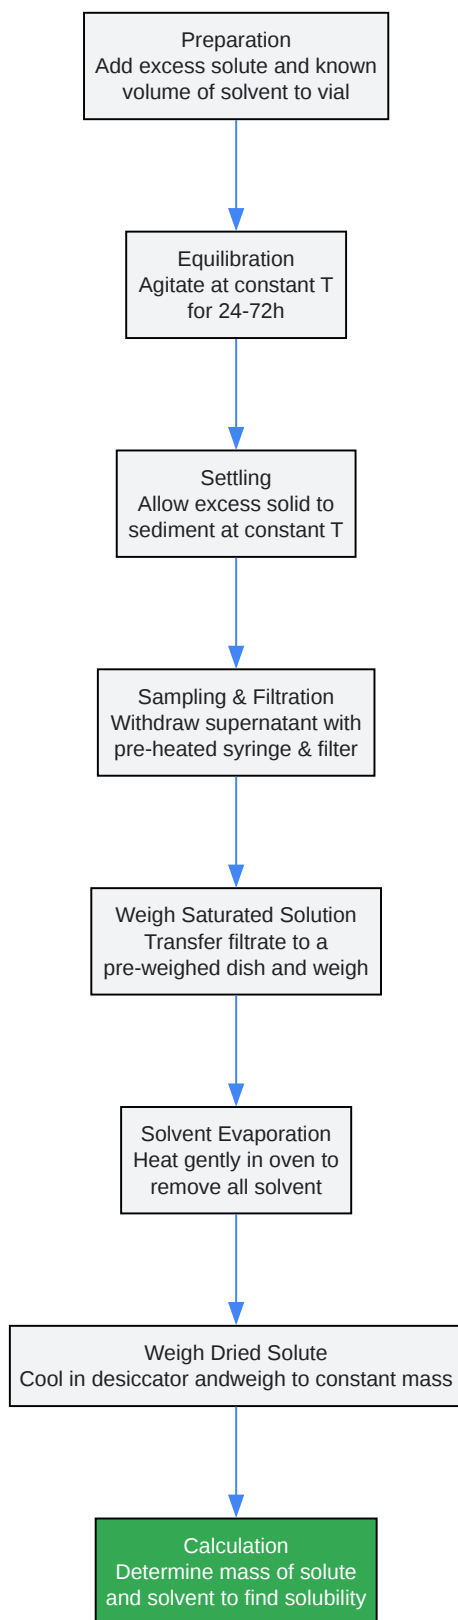 Preparation
Add excess solute and known
volume of solvent to vial
Equilibration
Agitate at constant T
for 24-72h
Settling
Allow excess solid to
sediment at constant T
Sampling & Filtration
Withdraw supernatant with
pre-heated syringe & filter
Weigh Saturated Solution
Transfer filtrate to a
pre-weighed dish and weigh
Solvent Evaporation
Heat gently in oven to
remove all solvent
Weigh Dried Solute
Cool in desiccator andweigh to constant mass
Calculation
Determine mass of solute
and solvent to find solubility